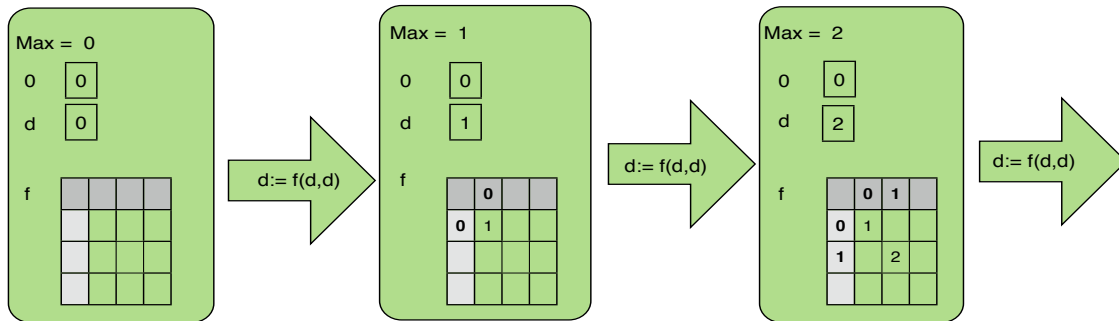 Max = 0
0 0
d 0
f
d:= f(d,d)
Max = 1
0 0
d 1
f
0
0 1
d:= f(d,d)
Max = 2
0 0
d 2
f
0 1
0 1
1 2
d:= f(d,d)